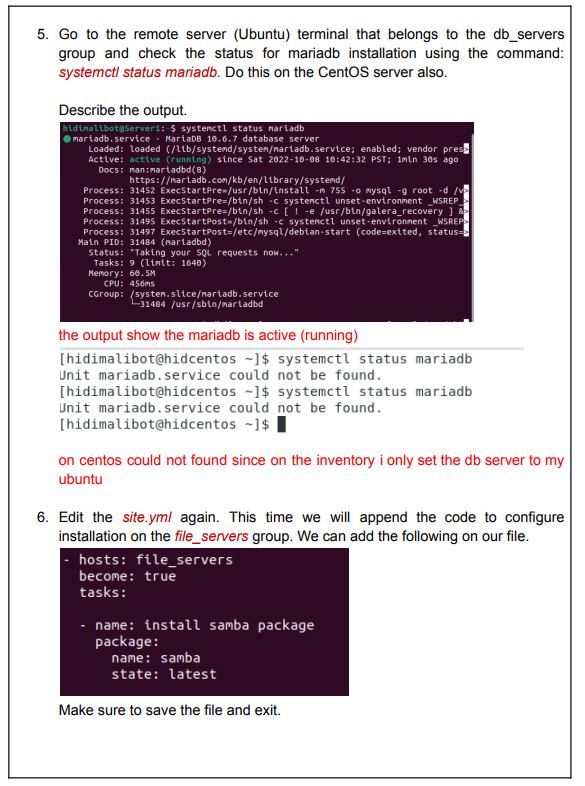 5. Go to the remote server (Ubuntu) terminal that belongs to the db_servers
group and check the status for mariadb installation using the command:
systemctl status mariadb. Do this on the CentOS server also.
Describe the output.
hidimalibot@Server1:~$ systemctl status mariadb
mariadb.service - MariaDB 10.6.7 database server
Loaded: loaded (/lib/systemd/system/mariadb.service; enabled; vendor pres>
Active: active (running) since Sat 2022-10-08 10:42:32 PST; 1min 30s ago
Docs: man:mariadbd(8)
https://mariadb.com/kb/en/library/systemd/
Process: 31452 ExecStartPre=/usr/bin/install -m 755 -o mysql -g root -d /v>
Process: 31453 ExecStartPre=/bin/sh -c systemctl unset-environment _WSREP_>
Process: 31455 ExecStartPre=/bin/sh -c [ ! -e /usr/bin/galera_recovery ] &>
Process: 31495 ExecStartPost=/bin/sh -c systemctl unset-environment _WSREP>
Process: 31497 ExecStartPost=/etc/mysql/debian-start (code=exited, status=>
Main PID: 31484 (mariadbd)
Status: "Taking your SQL requests now..."
Tasks: 9 (limit: 1640)
Memory: 60.5M
CPU: 456ms
CGroup: /system.slice/mariadb.service
└─31484 /usr/sbin/mariadbd
the output show the mariadb is active (running)
[hidimalibot@hidcentos ~]$ systemctl status mariadb
Unit mariadb.service could not be found.
[hidimalibot@hidcentos ~]$ systemctl status mariadb
Unit mariadb.service could not be found.
[hidimalibot@hidcentos ~]$
on centos could not found since on the inventory i only set the db server to my
ubuntu
6. Edit the site.yml again. This time we will append the code to configure
installation on the file_servers group. We can add the following on our file.
- hosts: file_servers
become: true
tasks:
- name: install samba package
package:
name: samba
state: latest
Make sure to save the file and exit.